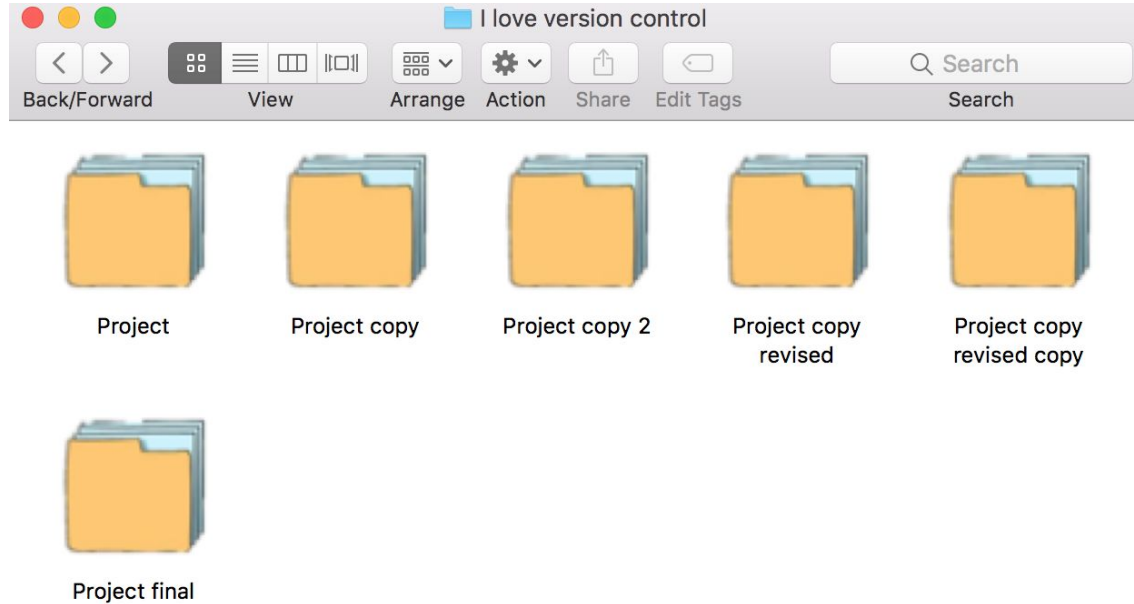 I love version control
Back/Forward View Arrange Action Share Edit Tags Search
Search
Project
Project copy
Project copy 2
Project copy
revised
Project copy
revised copy
Project final